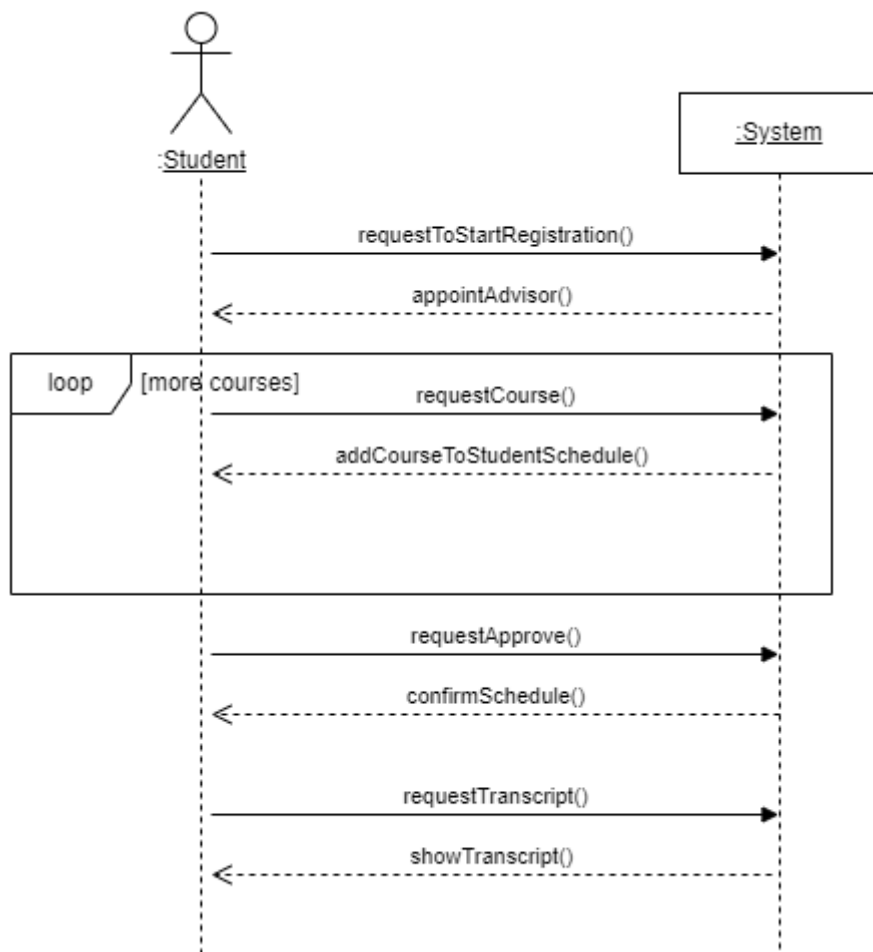 :Student
:System
requestToStartRegistration()
appointAdvisor()
loop
[more courses]
requestCourse()
addCourseToStudentSchedule()
requestApprove()
confirmSchedule()
requestTranscript()
showTranscript()